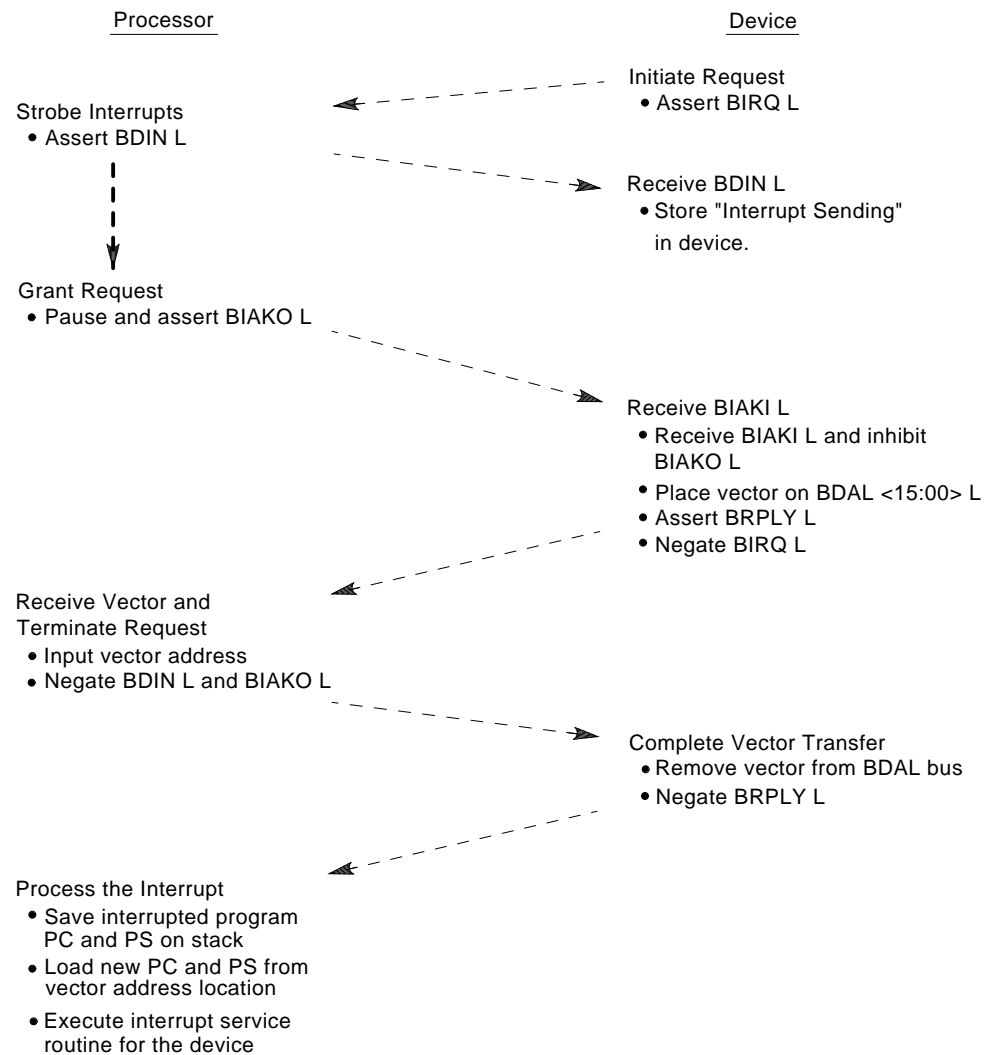 Processor
Device
Initiate Request
• Assert BIRQ L
Strobe Interrupts
• Assert BDIN L
Receive BDIN L
• Store "Interrupt Sending"
in device.
Grant Request
• Pause and assert BIAKO L
Receive BIAKI L
• Receive BIAKI L and inhibit
BIAKO L
• Place vector on BDAL <15:00> L
• Assert BRPLY L
• Negate BIRQ L
Receive Vector and
Terminate Request
• Input vector address
• Negate BDIN L and BIAKO L
Complete Vector Transfer
• Remove vector from BDAL bus
• Negate BRPLY L
Process the Interrupt
• Save interrupted program
PC and PS on stack
• Load new PC and PS from
vector address location
• Execute interrupt service
routine for the device